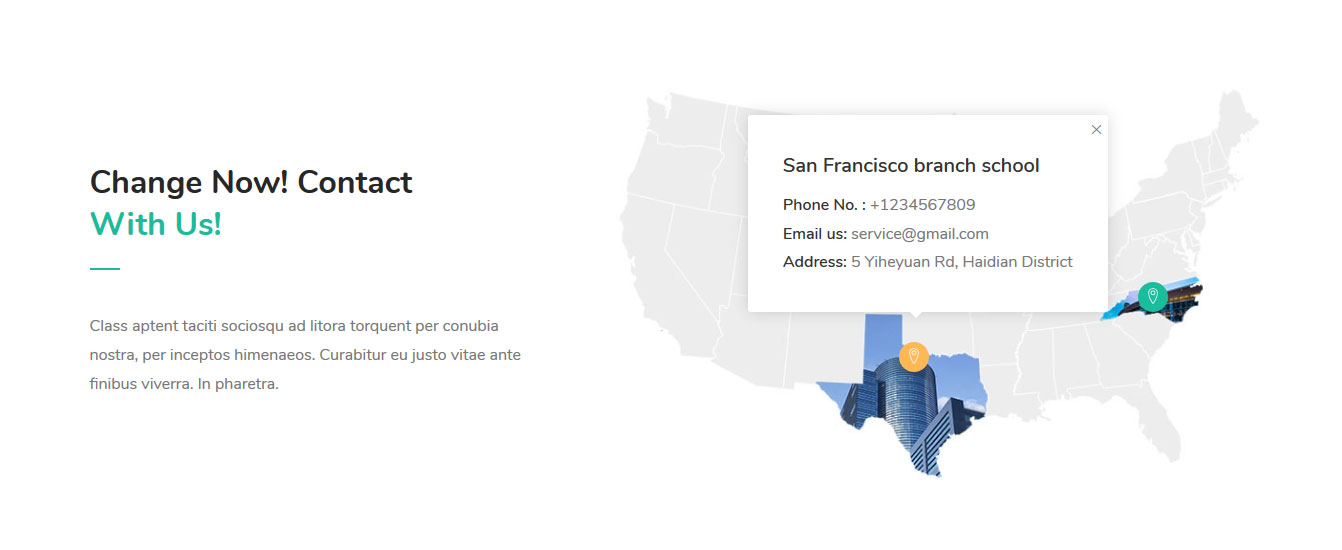 Change Now! Contact
With Us!
Class aptent taciti sociosqu ad litora torquent per conubia
nostra, per inceptos himenaeos. Curabitur eu justo vitae ante
finibus viverra. In pharetra.
San Francisco branch school
Phone No. : +1234567809
Email us: service@gmail.com
Address: 5 Yiheyuan Rd, Haidian District